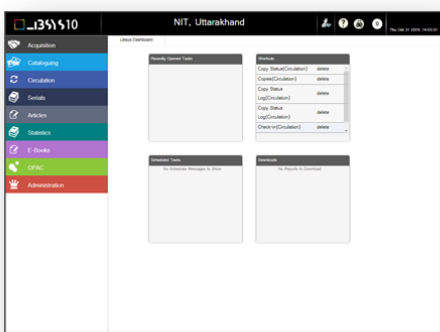 NIT, Uttarakhand
0
Acquisition
Cataloguing
Circulation
Serials
Articles
Statistics
E-Books
OPAC
Administration
Libsys Dashboard
Recently Opened Tasks
Shortcuts
Copy Status(Circulation) delete
Copies(Circulation) delete
Copy Status
Log(Circulation) delete
Copy Status
Log(Circulation) delete
Check-in(Circulation) delete
Scheduled Tasks
No Scheduler Messages to Show
Downloads
No Reports to Download